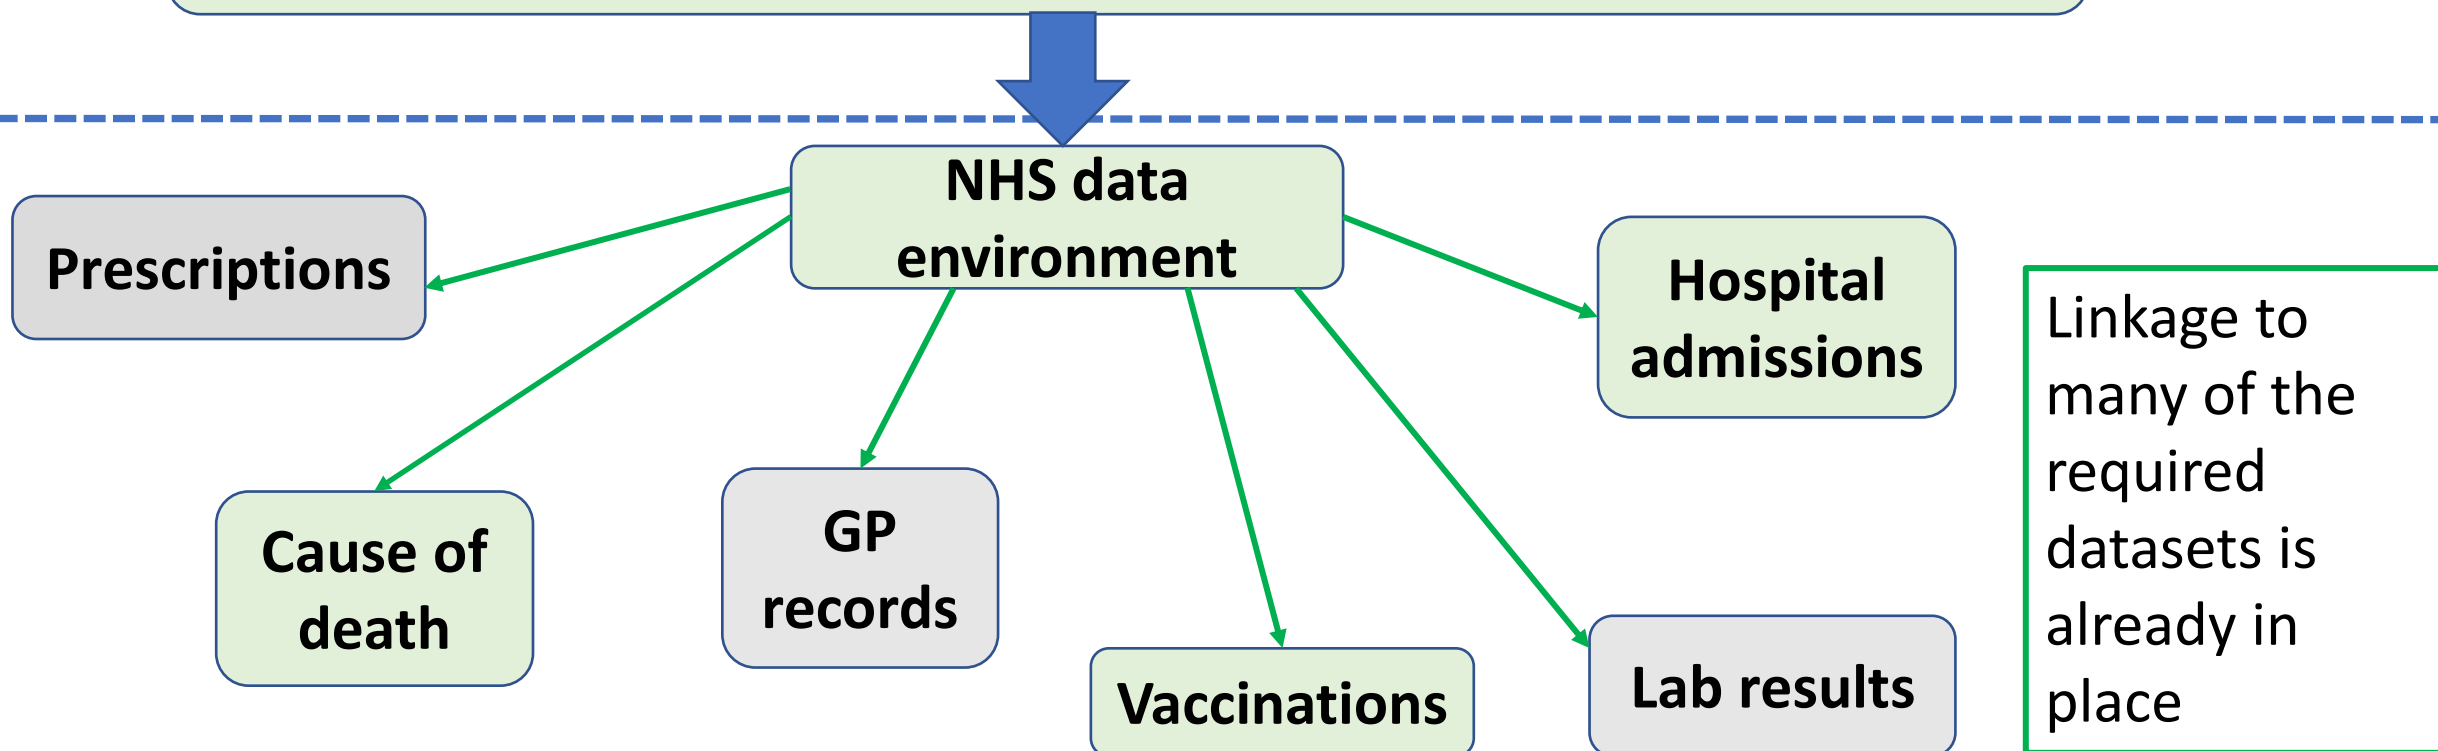 NHS data
environment
Prescriptions
Hospital
admissions
Cause of
death
GP
records
Vaccinations
Lab results
Linkage to
many of the
required
datasets is
already in
place